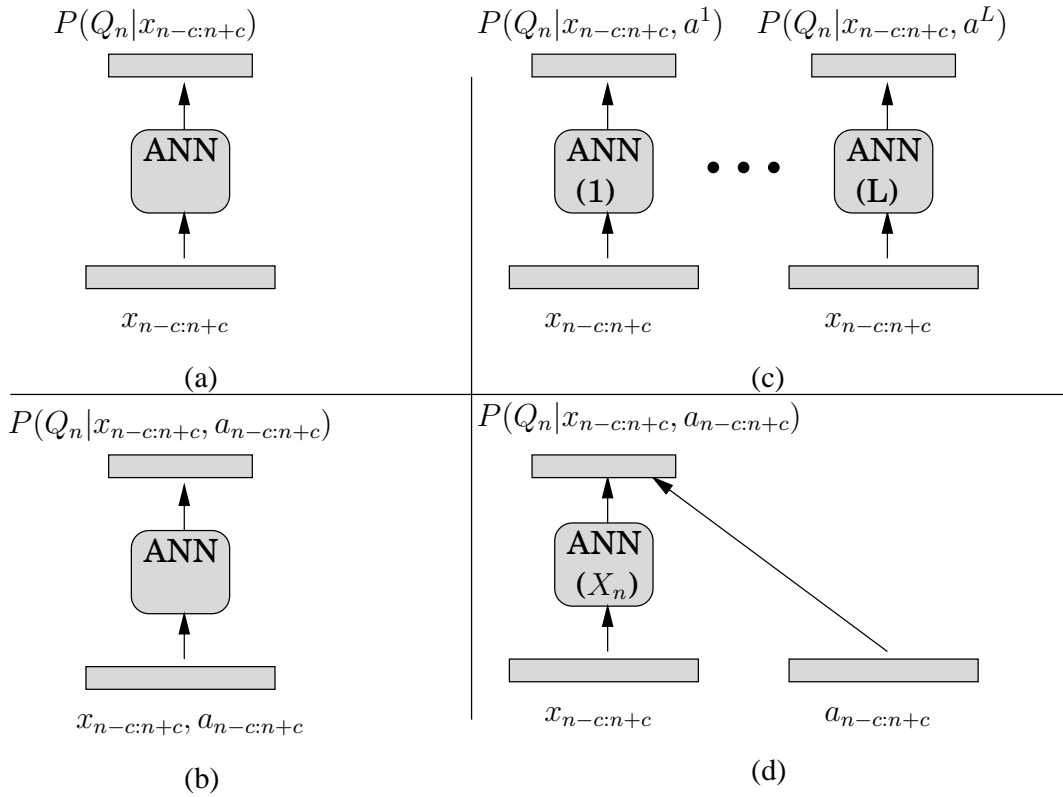 P(Q_n|x_{n−c:n+c})
ANN
x_{n−c:n+c}
(a)
P(Q_n|x_{n−c:n+c}, a^1)
P(Q_n|x_{n−c:n+c}, a^L)
ANN
(1)
ANN
(L)
x_{n−c:n+c}
x_{n−c:n+c}
(c)
P(Q_n|x_{n−c:n+c}, a_{n−c:n+c})
ANN
x_{n−c:n+c}, a_{n−c:n+c}
(b)
P(Q_n|x_{n−c:n+c}, a_{n−c:n+c})
ANN
(X_n)
x_{n−c:n+c}
a_{n−c:n+c}
(d)